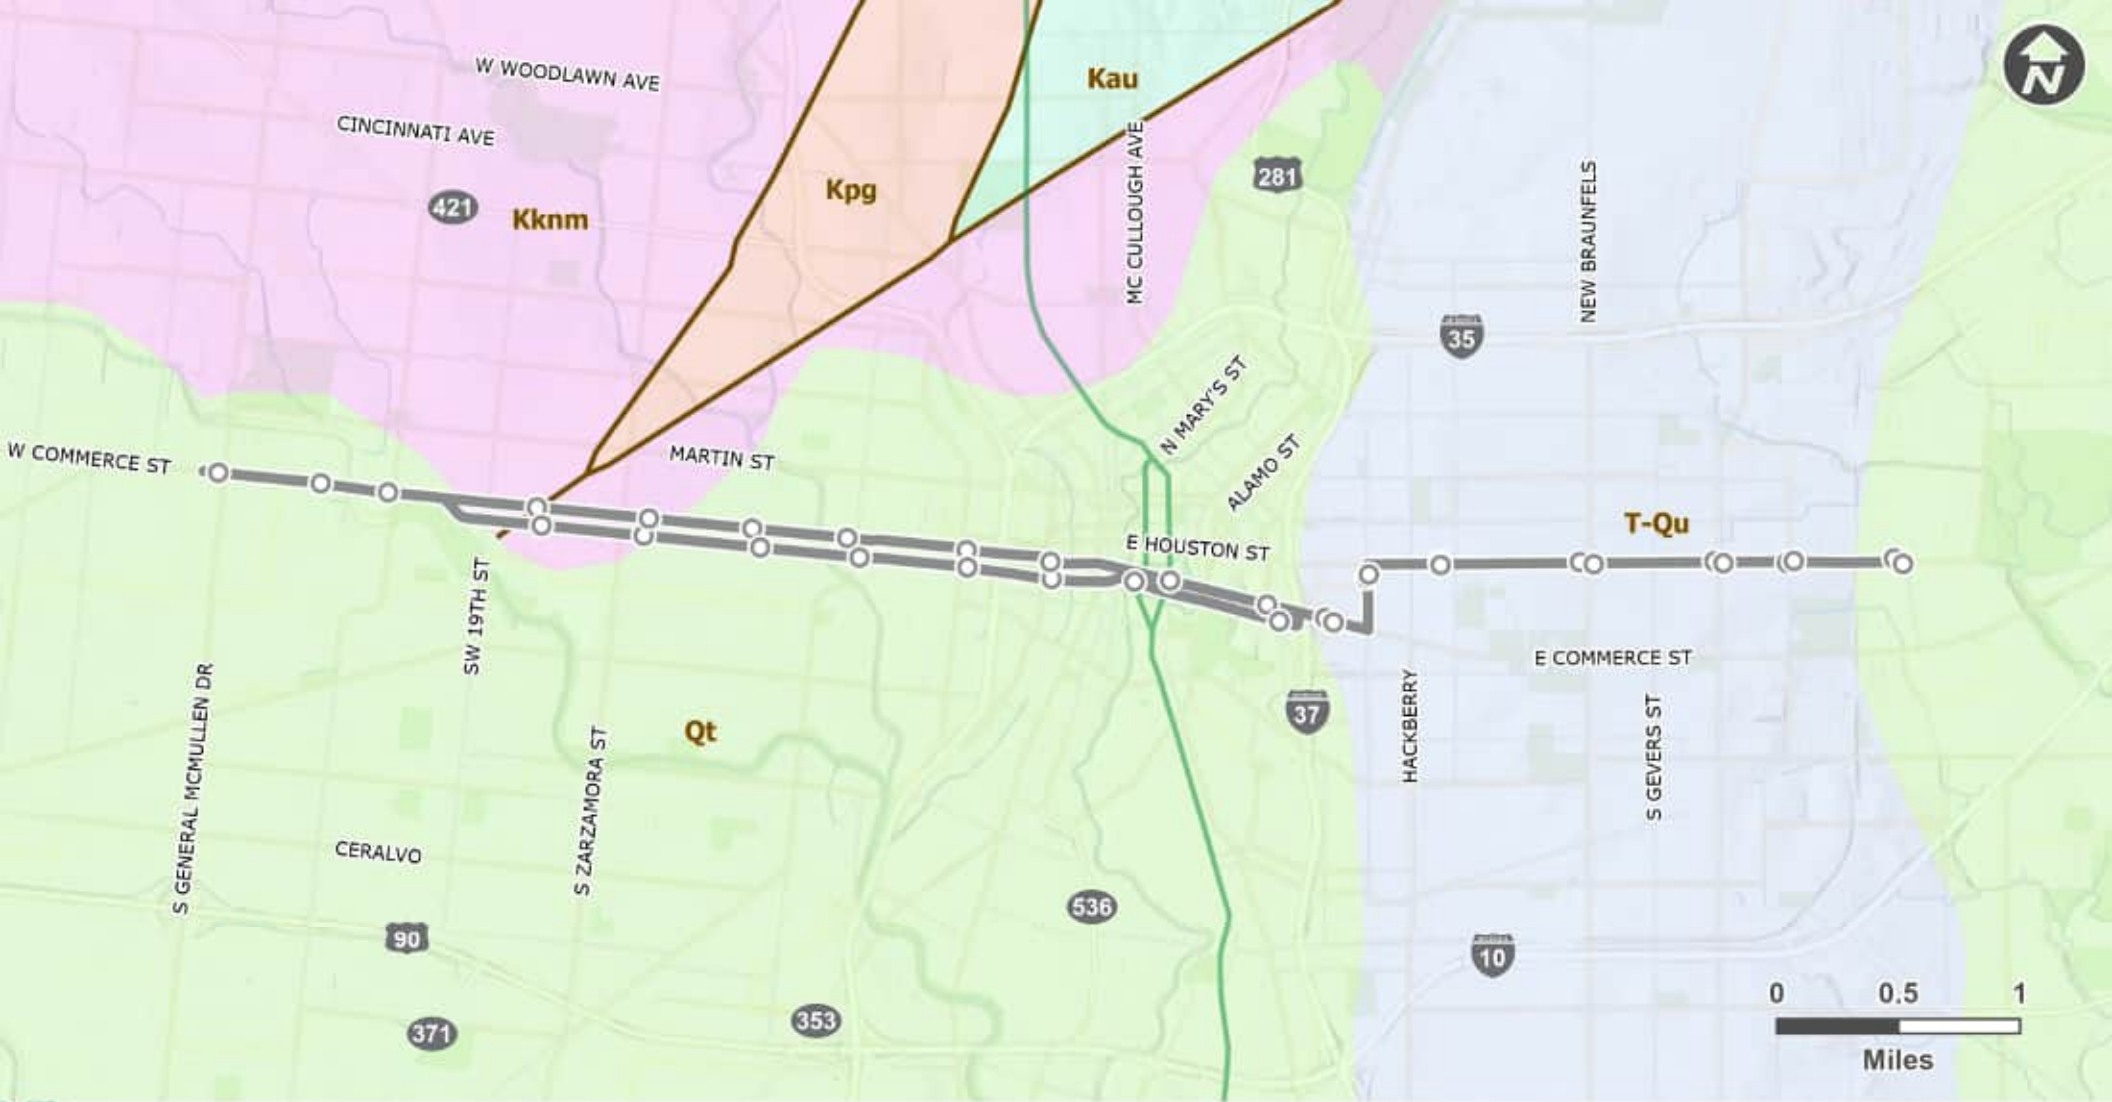 W WOODLAWN AVE
CINCINNATI AVE
421
Kknm
Kpg
Kau
MC CULLOUGH AVE
281
N
NEW BRAUNFELS
35
N MARY'S ST
ALAMO ST
W COMMERCE ST
MARTIN ST
E HOUSTON ST
T-Qu
SW 19TH ST
E COMMERCE ST
S GENERAL MCMULLEN DR
S ZARZAMORA ST
Qt
37
HACKBERRY
S GEVERS ST
CERALVO
90
536
10
371
353
0 0.5 1
Miles